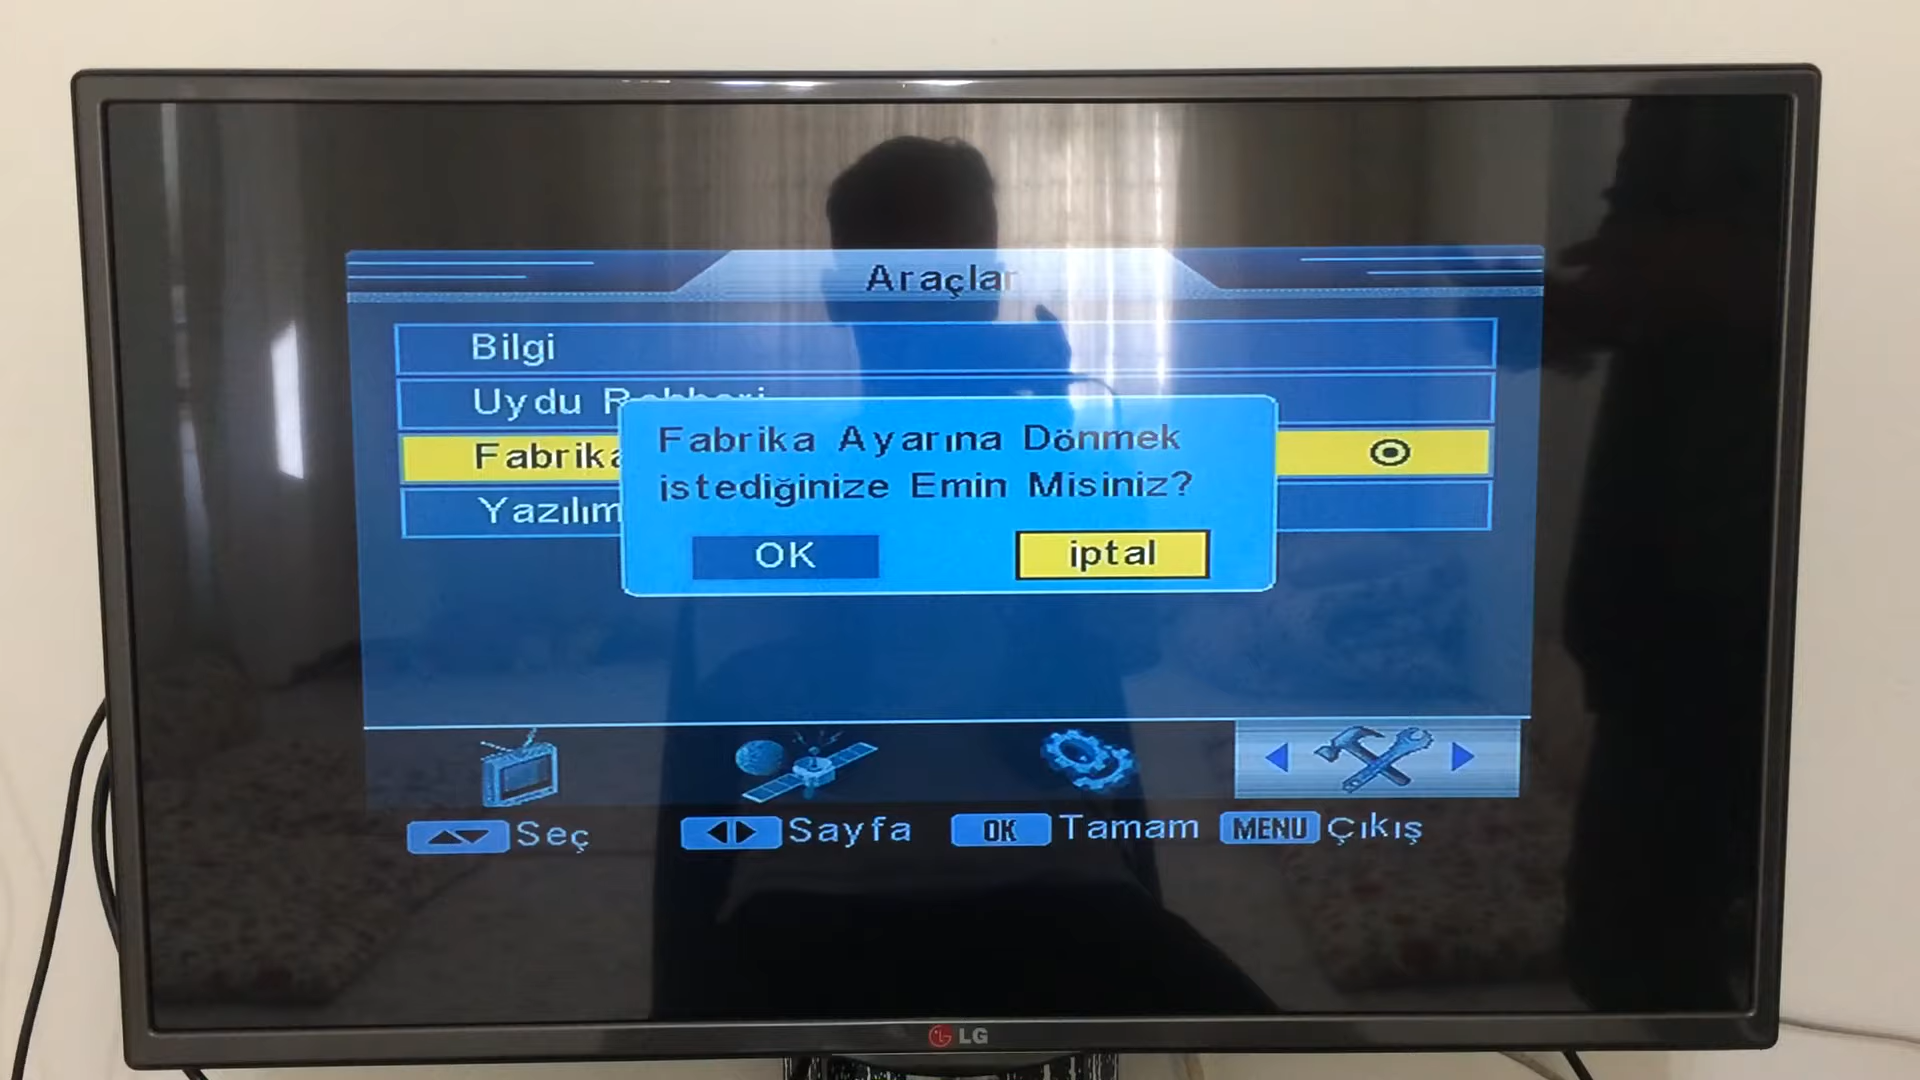 Araçlar
Bilgi
Uydu Rehberi
Fabrika
Yazılım
Fabrika Ayarına Dönmek
istediğinize Emin Misiniz?
OK
iptal
Seç
Sayfa
OK Tamam
MENU Çıkış
LG